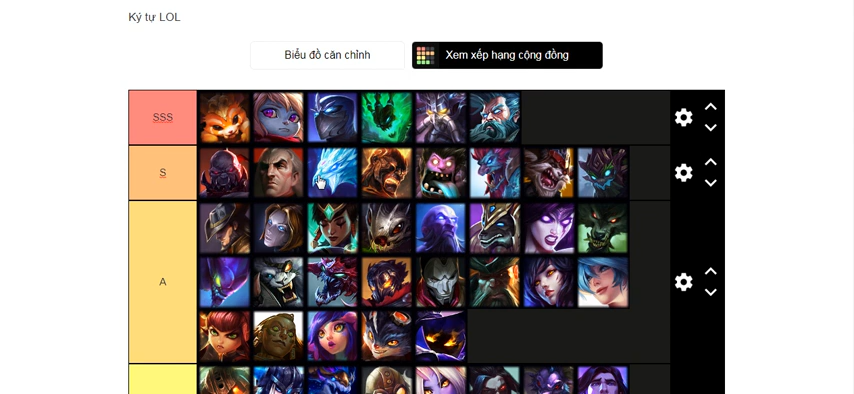 Ký tự LOL
Biểu đồ căn chỉnh
Xem xếp hạng cộng đồng
SSS
S
A